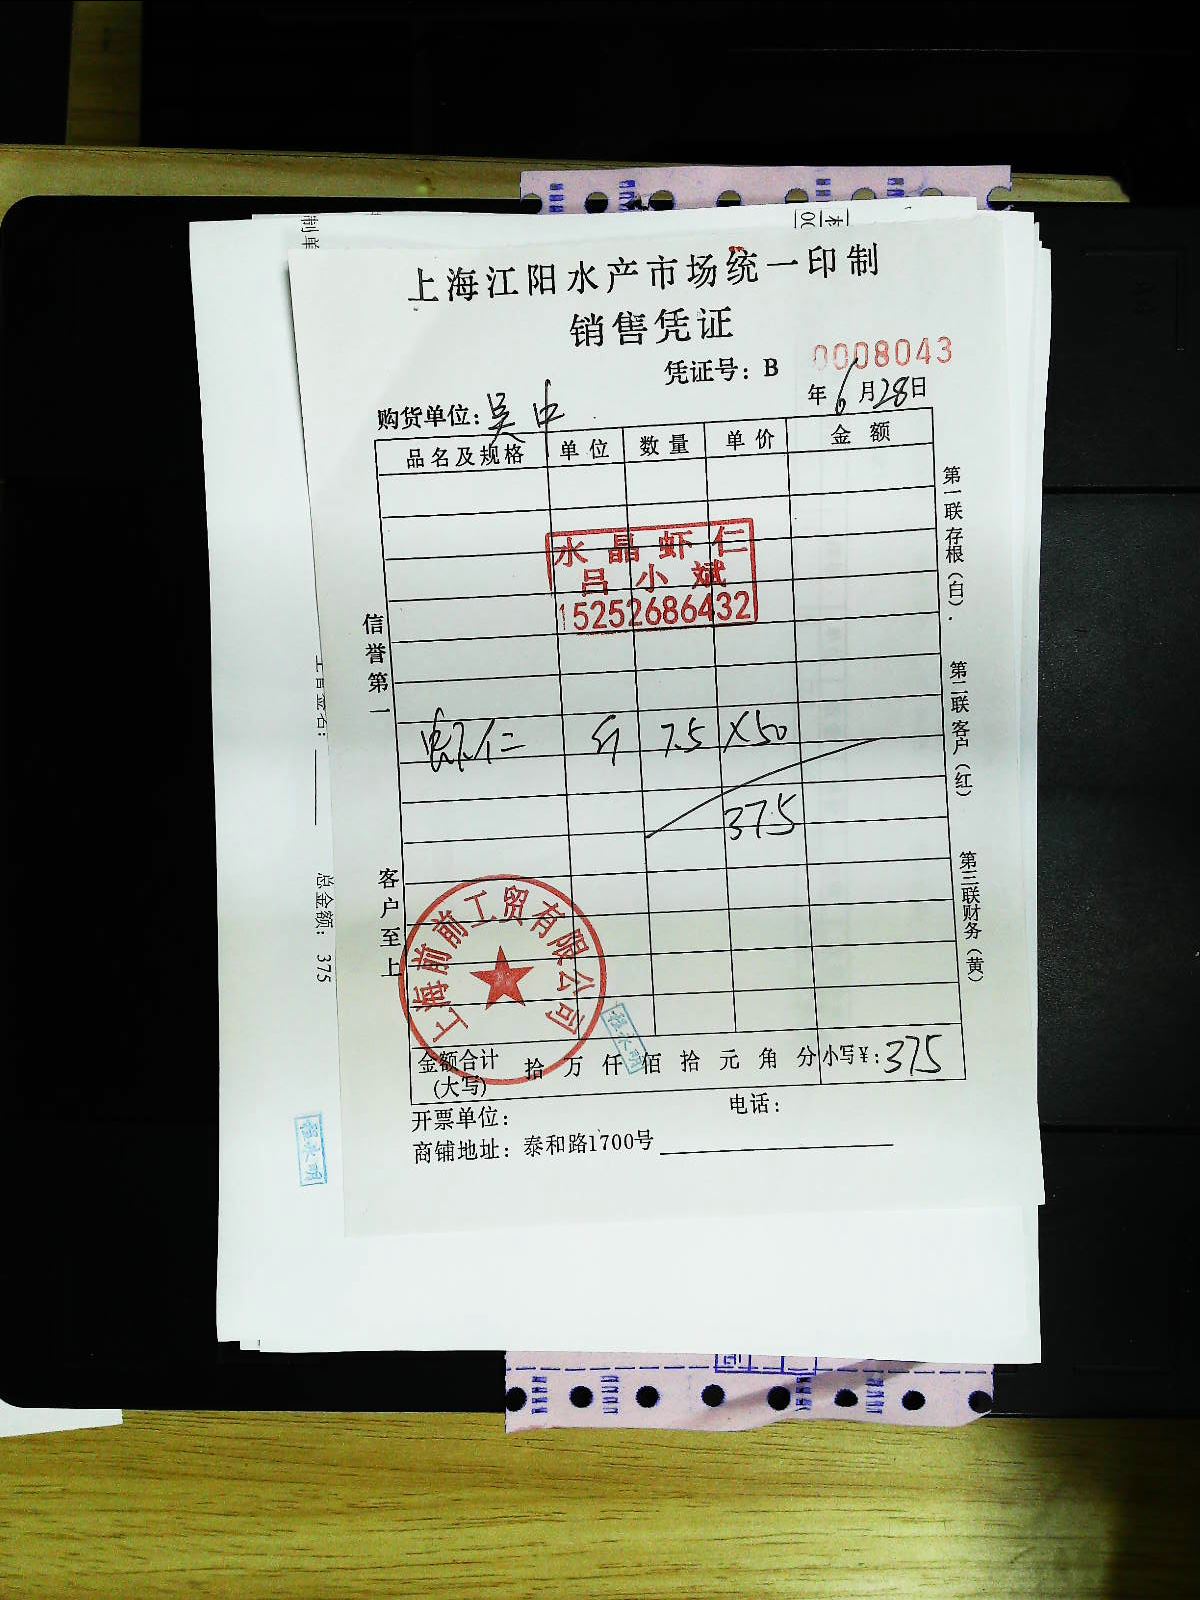 上海江阳水产市场统一印制
销售凭证
凭证号：B 0008043
年6月28日
购货单位：吴中
品名及规格 单位 数量 单价 金额
水晶虾仁
吕小斌
15252686432
虾仁 斤 7.5 X50
375
信誉第一
客户至上
第一联存根（白）．
第二联客户（红）
第三联财务（黄）
上海前前工贸有限公司
金额合计
(大写)
拾万仟佰拾元角分 小写¥：375
开票单位： 电话：
商铺地址：泰和路1700号
制单
总金额：375